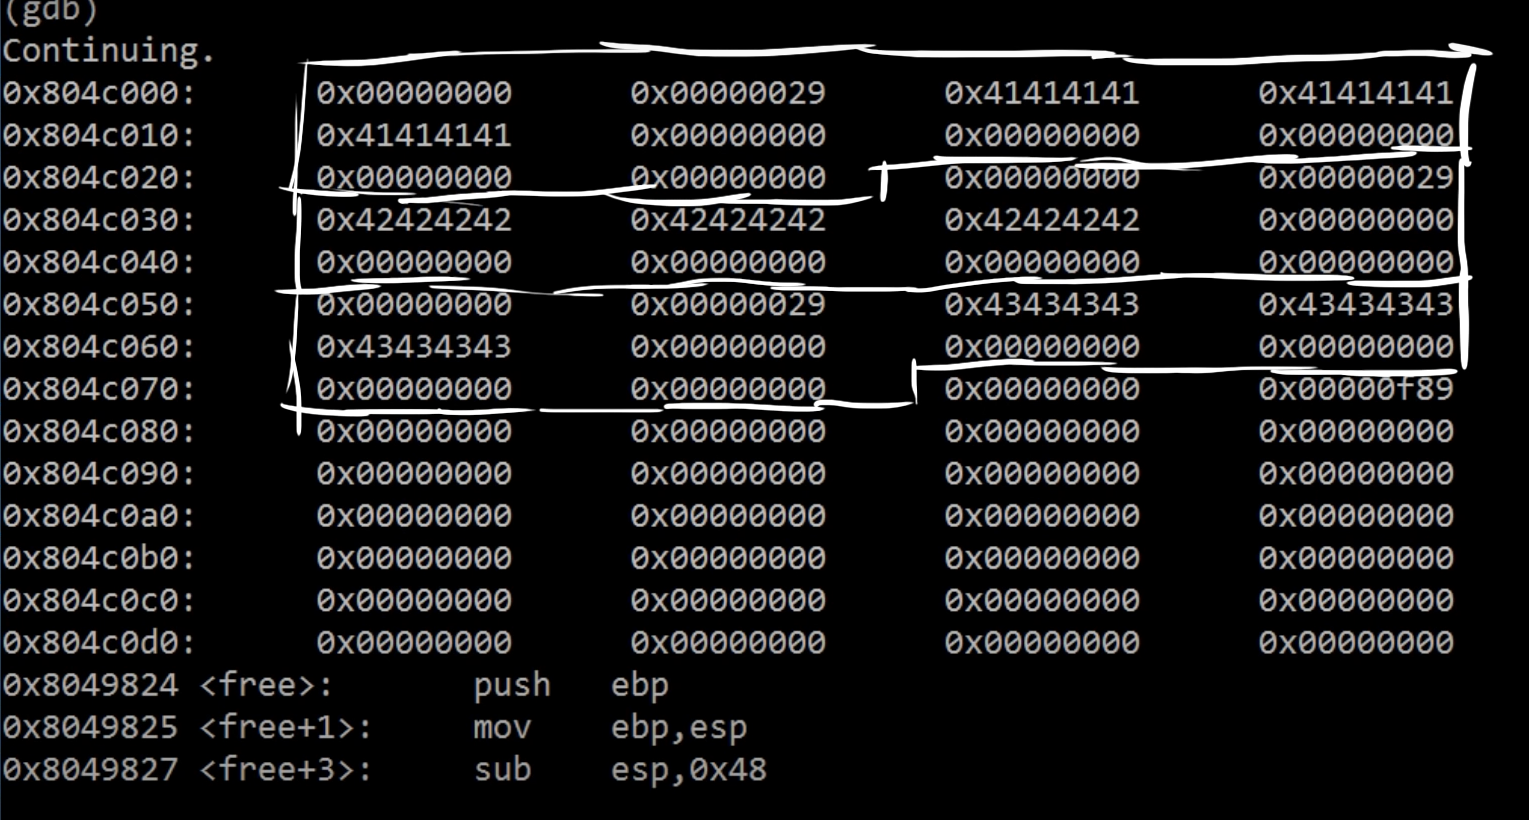 (gdb)
Continuing.
0x804c000: 0x00000000 0x00000029 0x41414141 0x41414141
0x804c010: 0x41414141 0x00000000 0x00000000 0x00000000
0x804c020: 0x00000000 0x00000000 0x00000000 0x00000029
0x804c030: 0x42424242 0x42424242 0x42424242 0x00000000
0x804c040: 0x00000000 0x00000000 0x00000000 0x00000000
0x804c050: 0x00000000 0x00000029 0x43434343 0x43434343
0x804c060: 0x43434343 0x00000000 0x00000000 0x00000000
0x804c070: 0x00000000 0x00000000 0x00000000 0x00000f89
0x804c080: 0x00000000 0x00000000 0x00000000 0x00000000
0x804c090: 0x00000000 0x00000000 0x00000000 0x00000000
0x804c0a0: 0x00000000 0x00000000 0x00000000 0x00000000
0x804c0b0: 0x00000000 0x00000000 0x00000000 0x00000000
0x804c0c0: 0x00000000 0x00000000 0x00000000 0x00000000
0x804c0d0: 0x00000000 0x00000000 0x00000000 0x00000000
0x8049824 <free>: push ebp
0x8049825 <free+1>: mov ebp,esp
0x8049827 <free+3>: sub esp,0x48